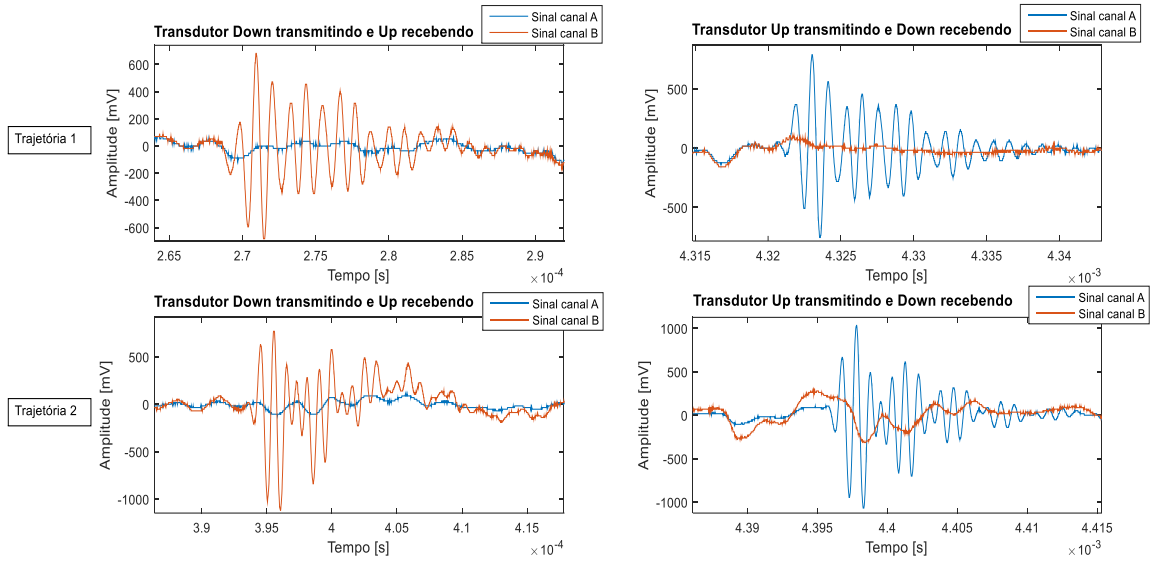 Trajetória 1
Transdutor Down transmitindo e Up recebendo
Sinal canal A
Sinal canal B
Amplitude [mV]
600
400
200
0
-200
-400
-600
2.65
2.7
2.75
2.8
2.85
2.9
Tempo [s]
×10⁻⁴
Transdutor Up transmitindo e Down recebendo
Sinal canal A
Sinal canal B
Amplitude [mV]
500
0
-500
4.315
4.32
4.325
4.33
4.335
4.34
Tempo [s]
×10⁻³
Trajetória 2
Transdutor Down transmitindo e Up recebendo
Sinal canal A
Sinal canal B
Amplitude [mV]
500
0
-500
-1000
3.9
3.95
4
4.05
4.1
4.15
Tempo [s]
×10⁻⁴
Transdutor Up transmitindo e Down recebendo
Sinal canal A
Sinal canal B
Amplitude [mV]
1000
500
0
-500
-1000
4.39
4.395
4.4
4.405
4.41
4.415
Tempo [s]
×10⁻³